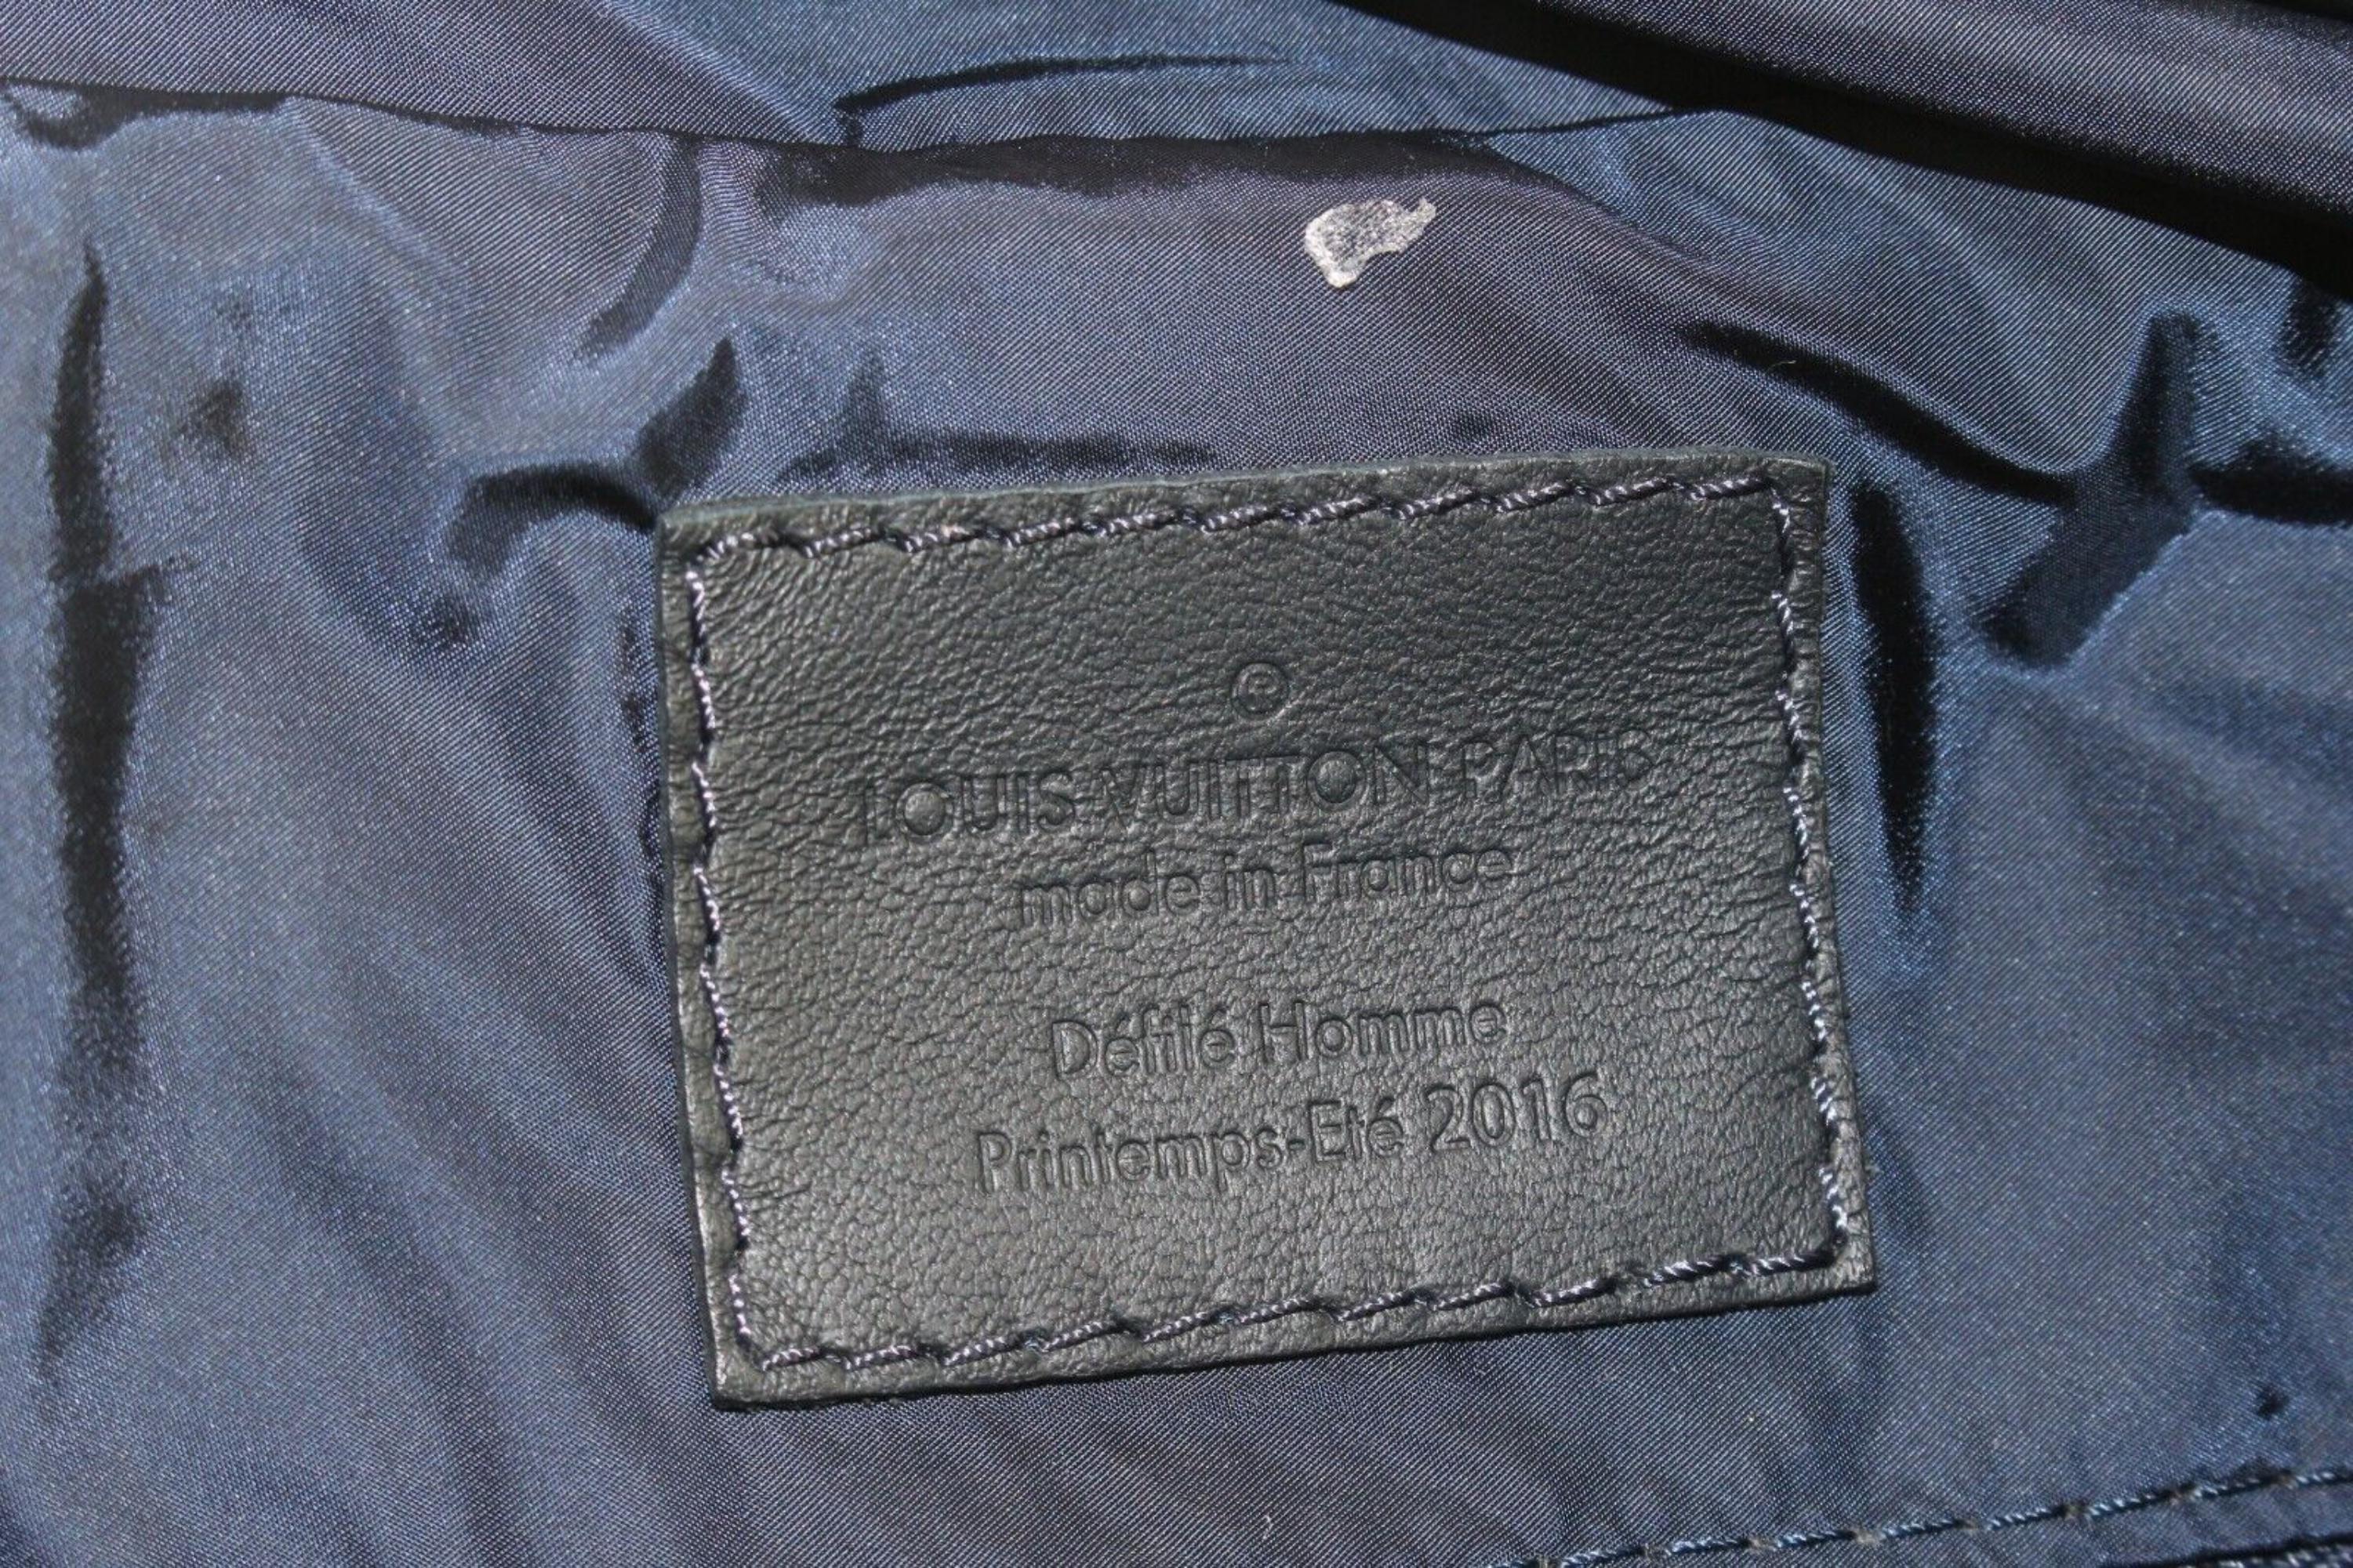 ®
LOUIS VUITTON PARIS
made in France
Défilé Homme
Printemps-Eté 2016